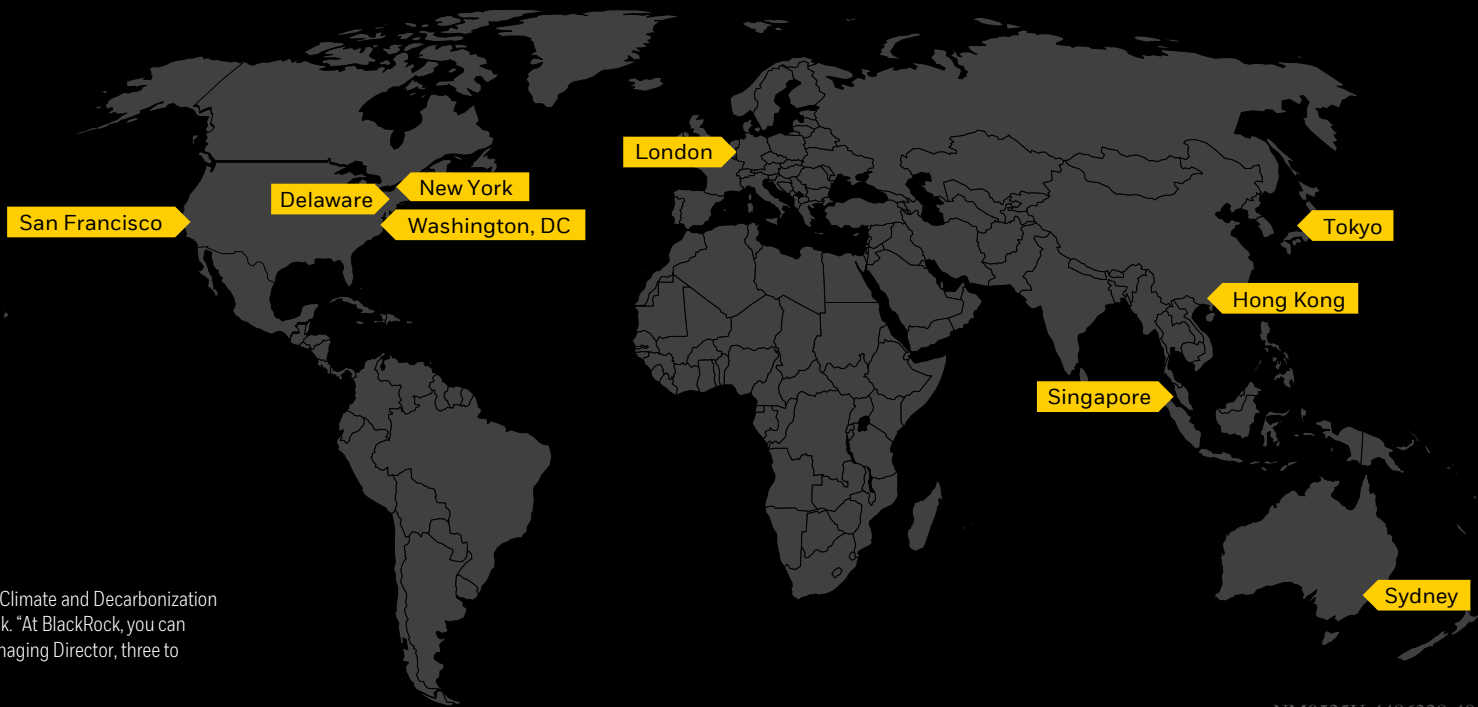 London
New York
Delaware
San Francisco
Washington, DC
Tokyo
Hong Kong
Singapore
Sydney
Climate and Decarbonization
k. “At BlackRock, you can
naging Director, three to